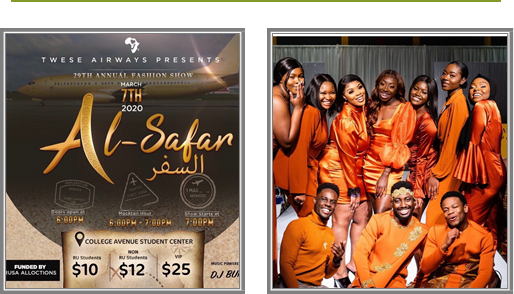 TWESE AIRWAYS PRESENTS
29TH ANNUAL FASHION SHOW
MARCH
7TH
2020
Al-Safar
السفر
Doors open at
6:00PM
Mocktail Hour
6:00PM - 7:00PM
Show Starts at
7:00PM
COLLEGE AVENUE STUDENT CENTER
RU Students
$10
NON
RU Students
$12
VIP
$25
FUNDED BY
RUSA ALLOCTIONS
DJ BU